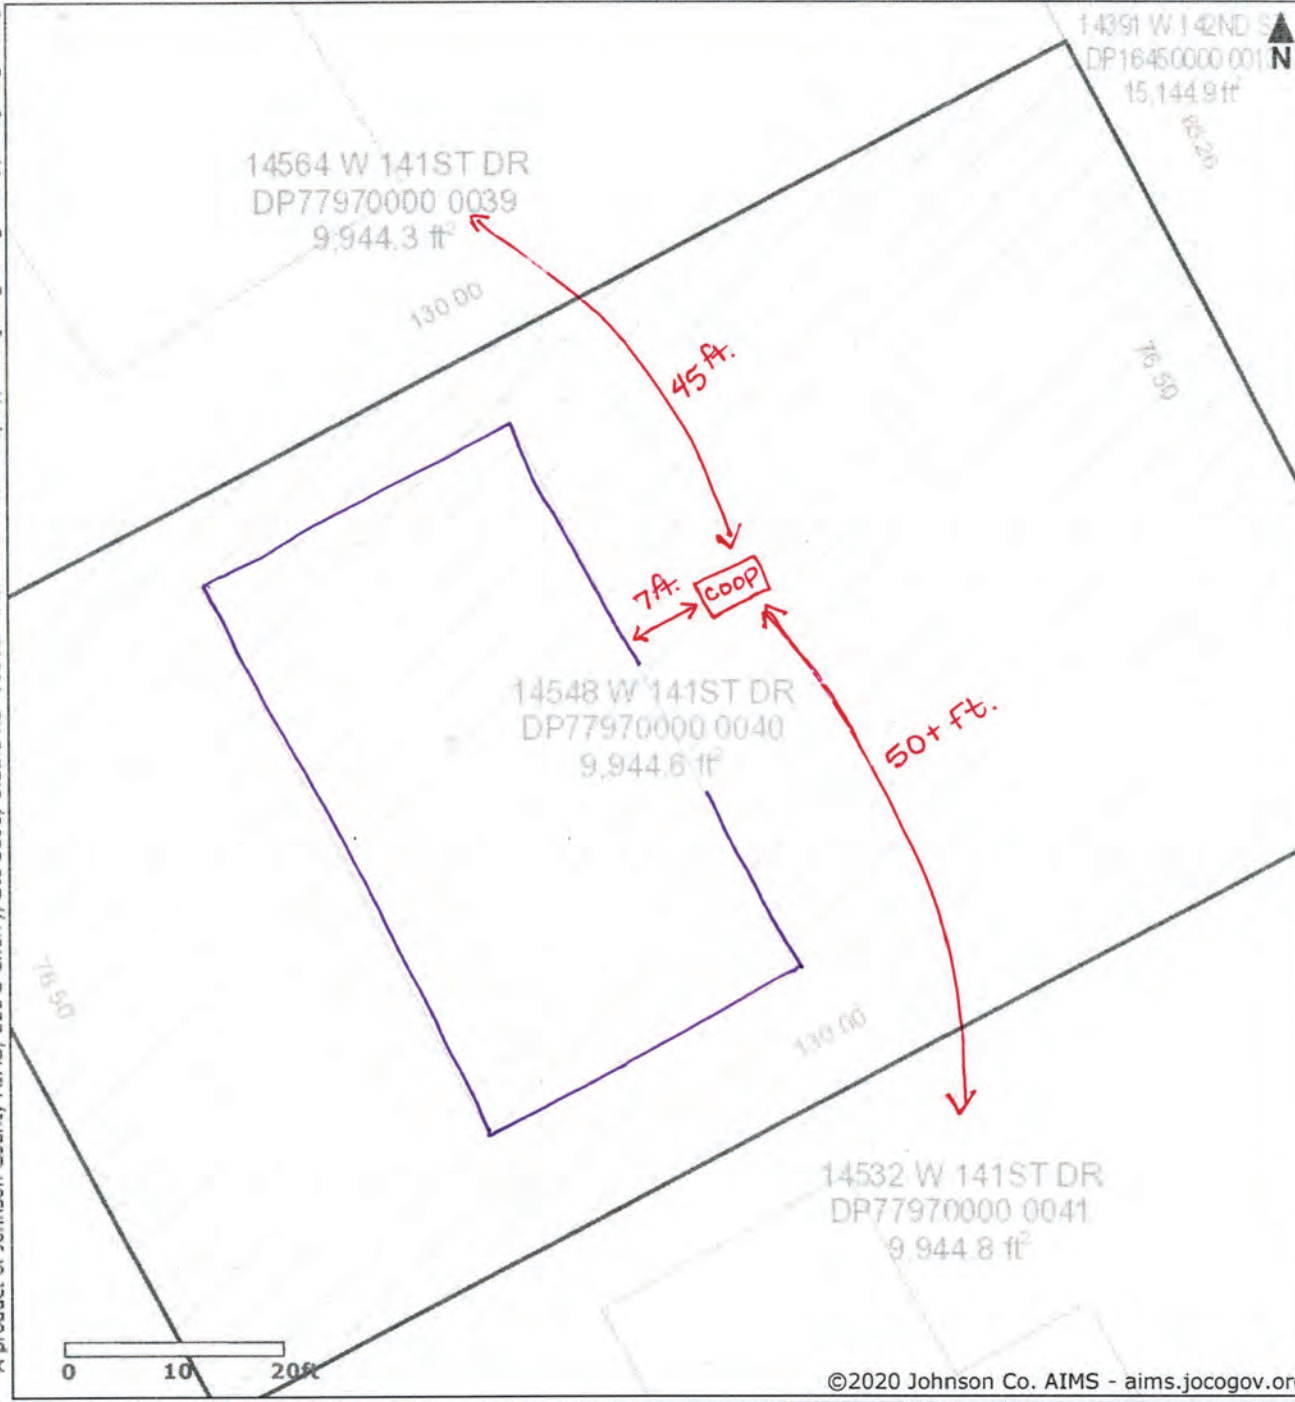 14391 W 142ND
DP16450000
15,144.9 ft²
85.26
N
14564 W 141ST DR
DP77970000 0039
9,944.3 ft²
130.00
76.50
45 ft.
7 ft.
COOP
14548 W 141ST DR
DP77970000 0040
9,944.6 ft²
50+ ft.
76.50
130.00
14532 W 141ST DR
DP77970000 0041
9,944.8 ft²
0 10 20ft
©2020 Johnson Co. AIMS - aims.jocogov.org